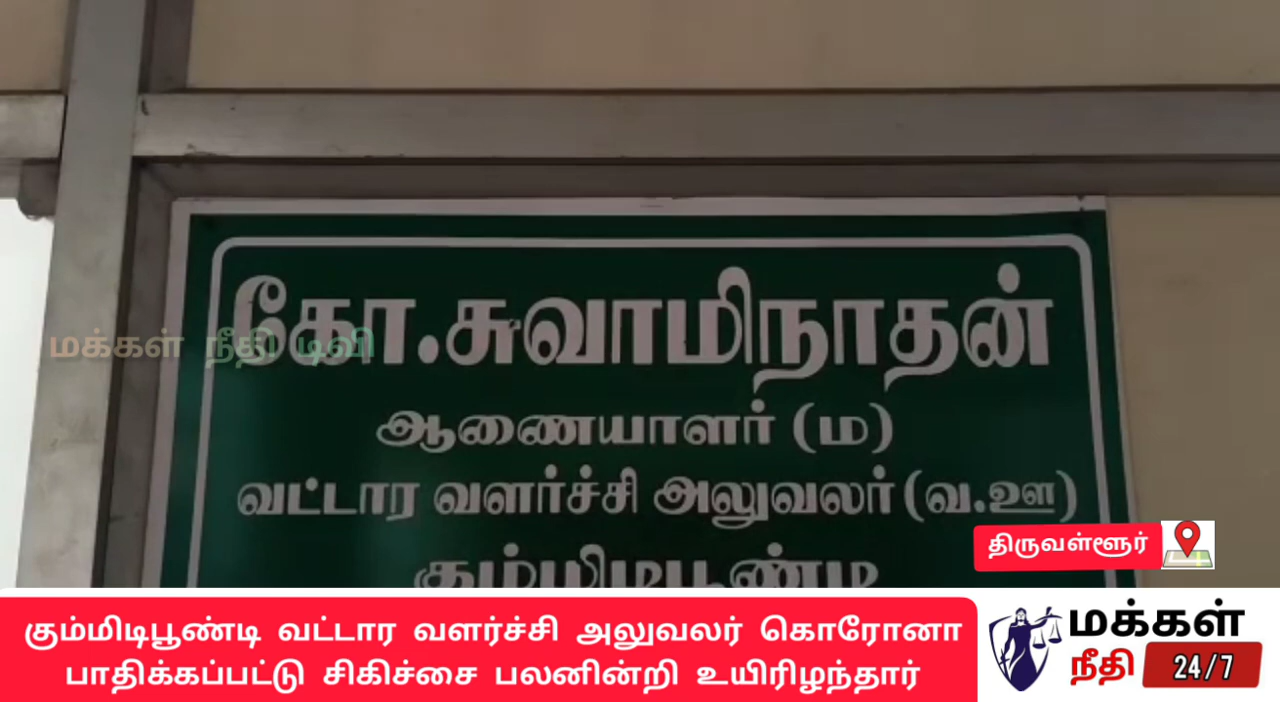 கோ.சுவாமிநாதன்
மக்கள் நீதி டிவி
ஆணையாளர் (ம)
வட்டார வளர்ச்சி அலுவலர் (வ.ஊ)
கும்மிடிபூண்டி
திருவள்ளூர்
கும்மிடிபூண்டி வட்டார வளர்ச்சி அலுவலர் கொரோனா
பாதிக்கப்பட்டு சிகிச்சை பலனின்றி உயிரிழந்தார்
மக்கள்
நீதி 24/7